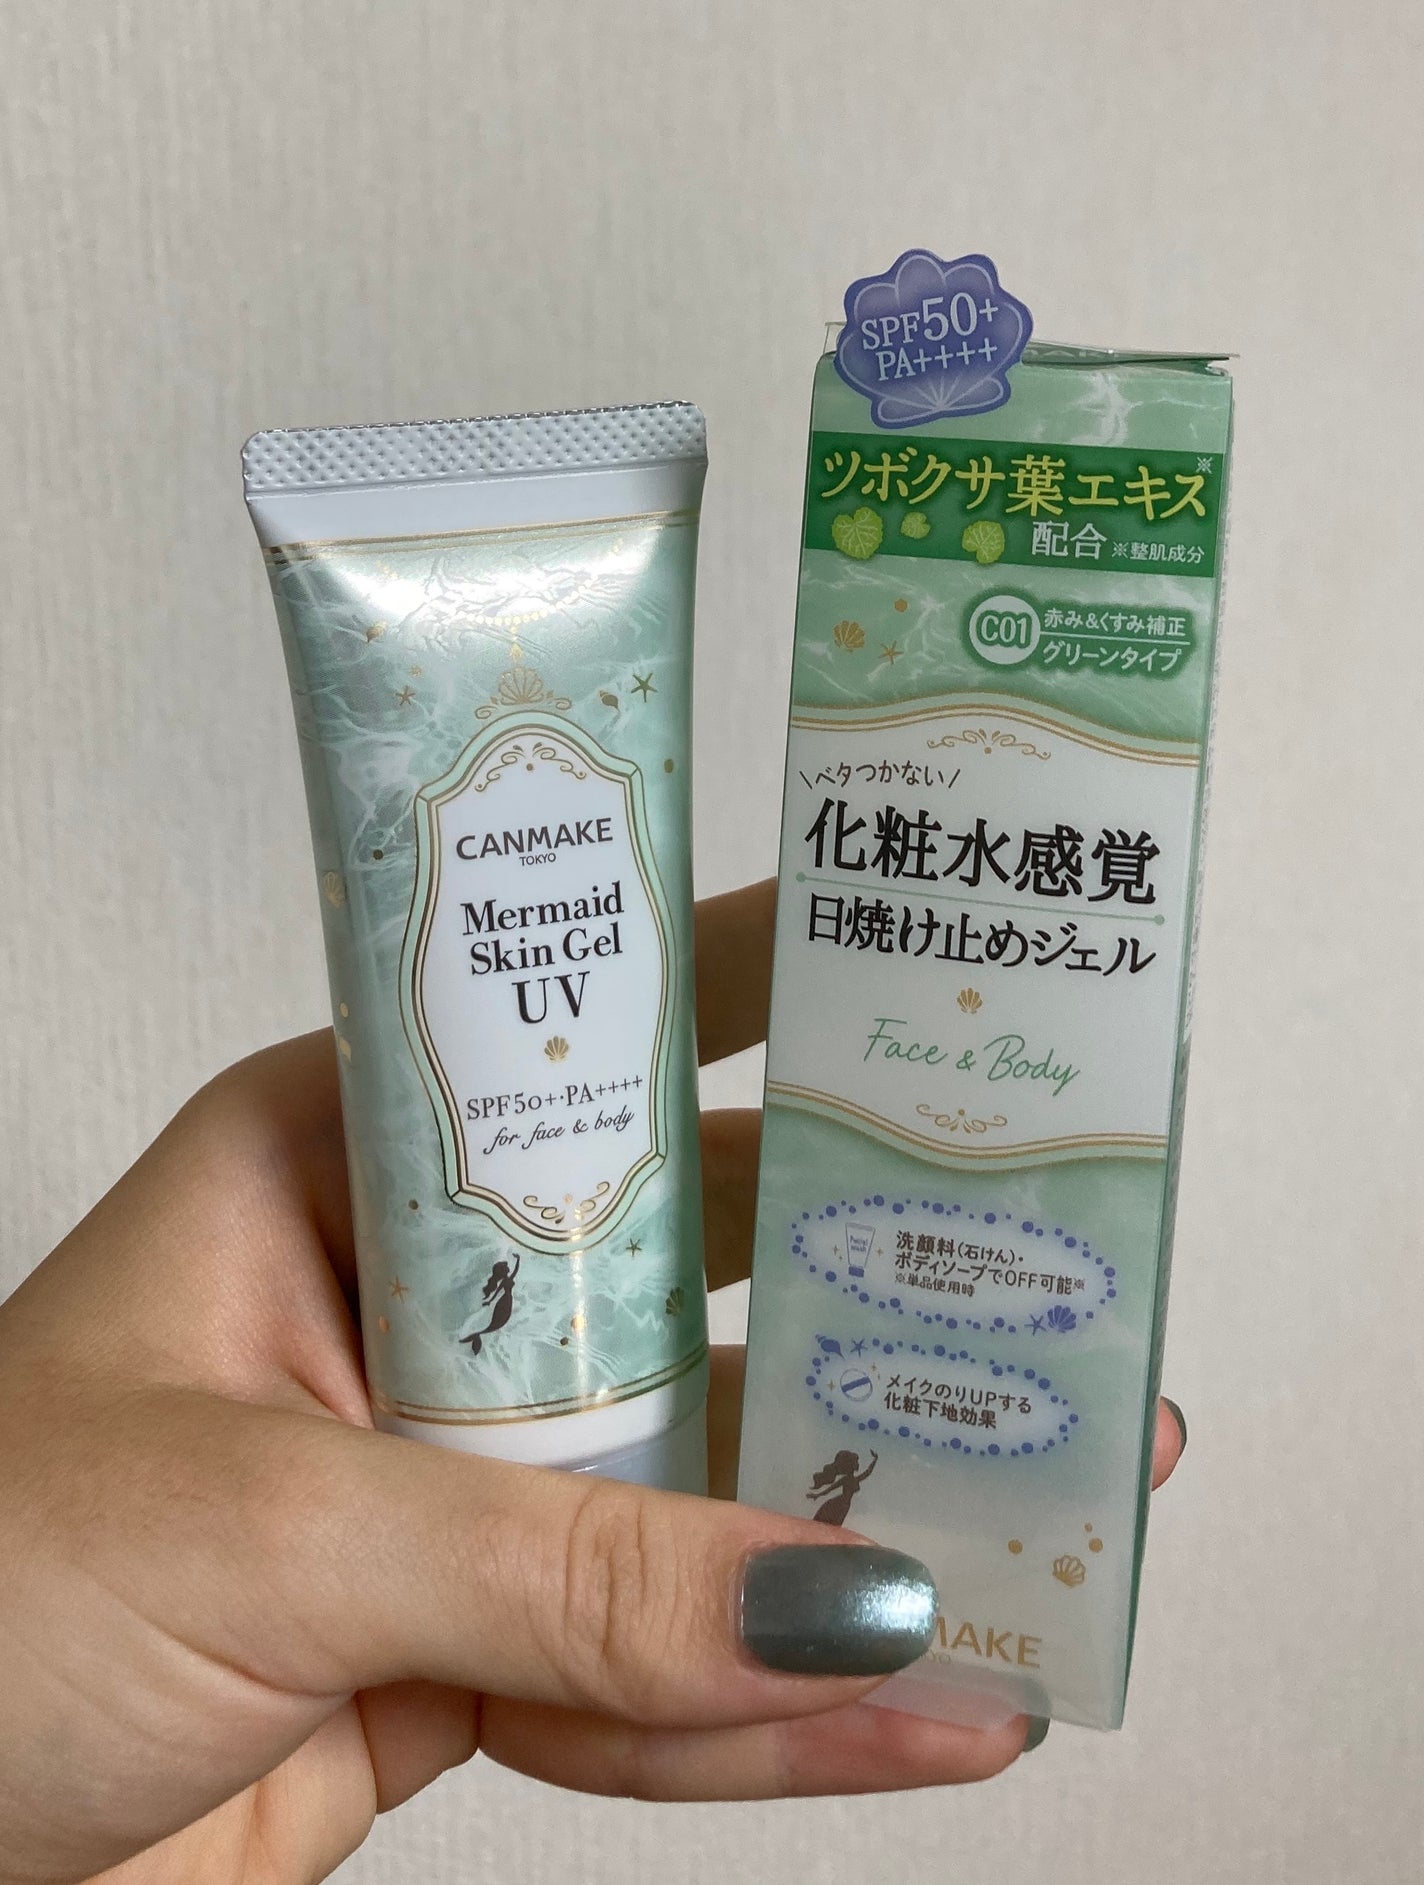 CANMAKE
TOKYO
Mermaid
Skin Gel
UV
SPF50+･PA++++
for face & body
SPF50+
PA++++
ツボクサ葉エキス※
配合 ※整肌成分
C01 赤み&くすみ補正
グリーンタイプ
\ベタつかない/
化粧水感覚
日焼け止めジェル
Face & Body
Facial
wash
洗顔料(石けん)・
ボディソープでOFF可能※
※単品使用時
メイクのりUPする
化粧下地効果
MAKE